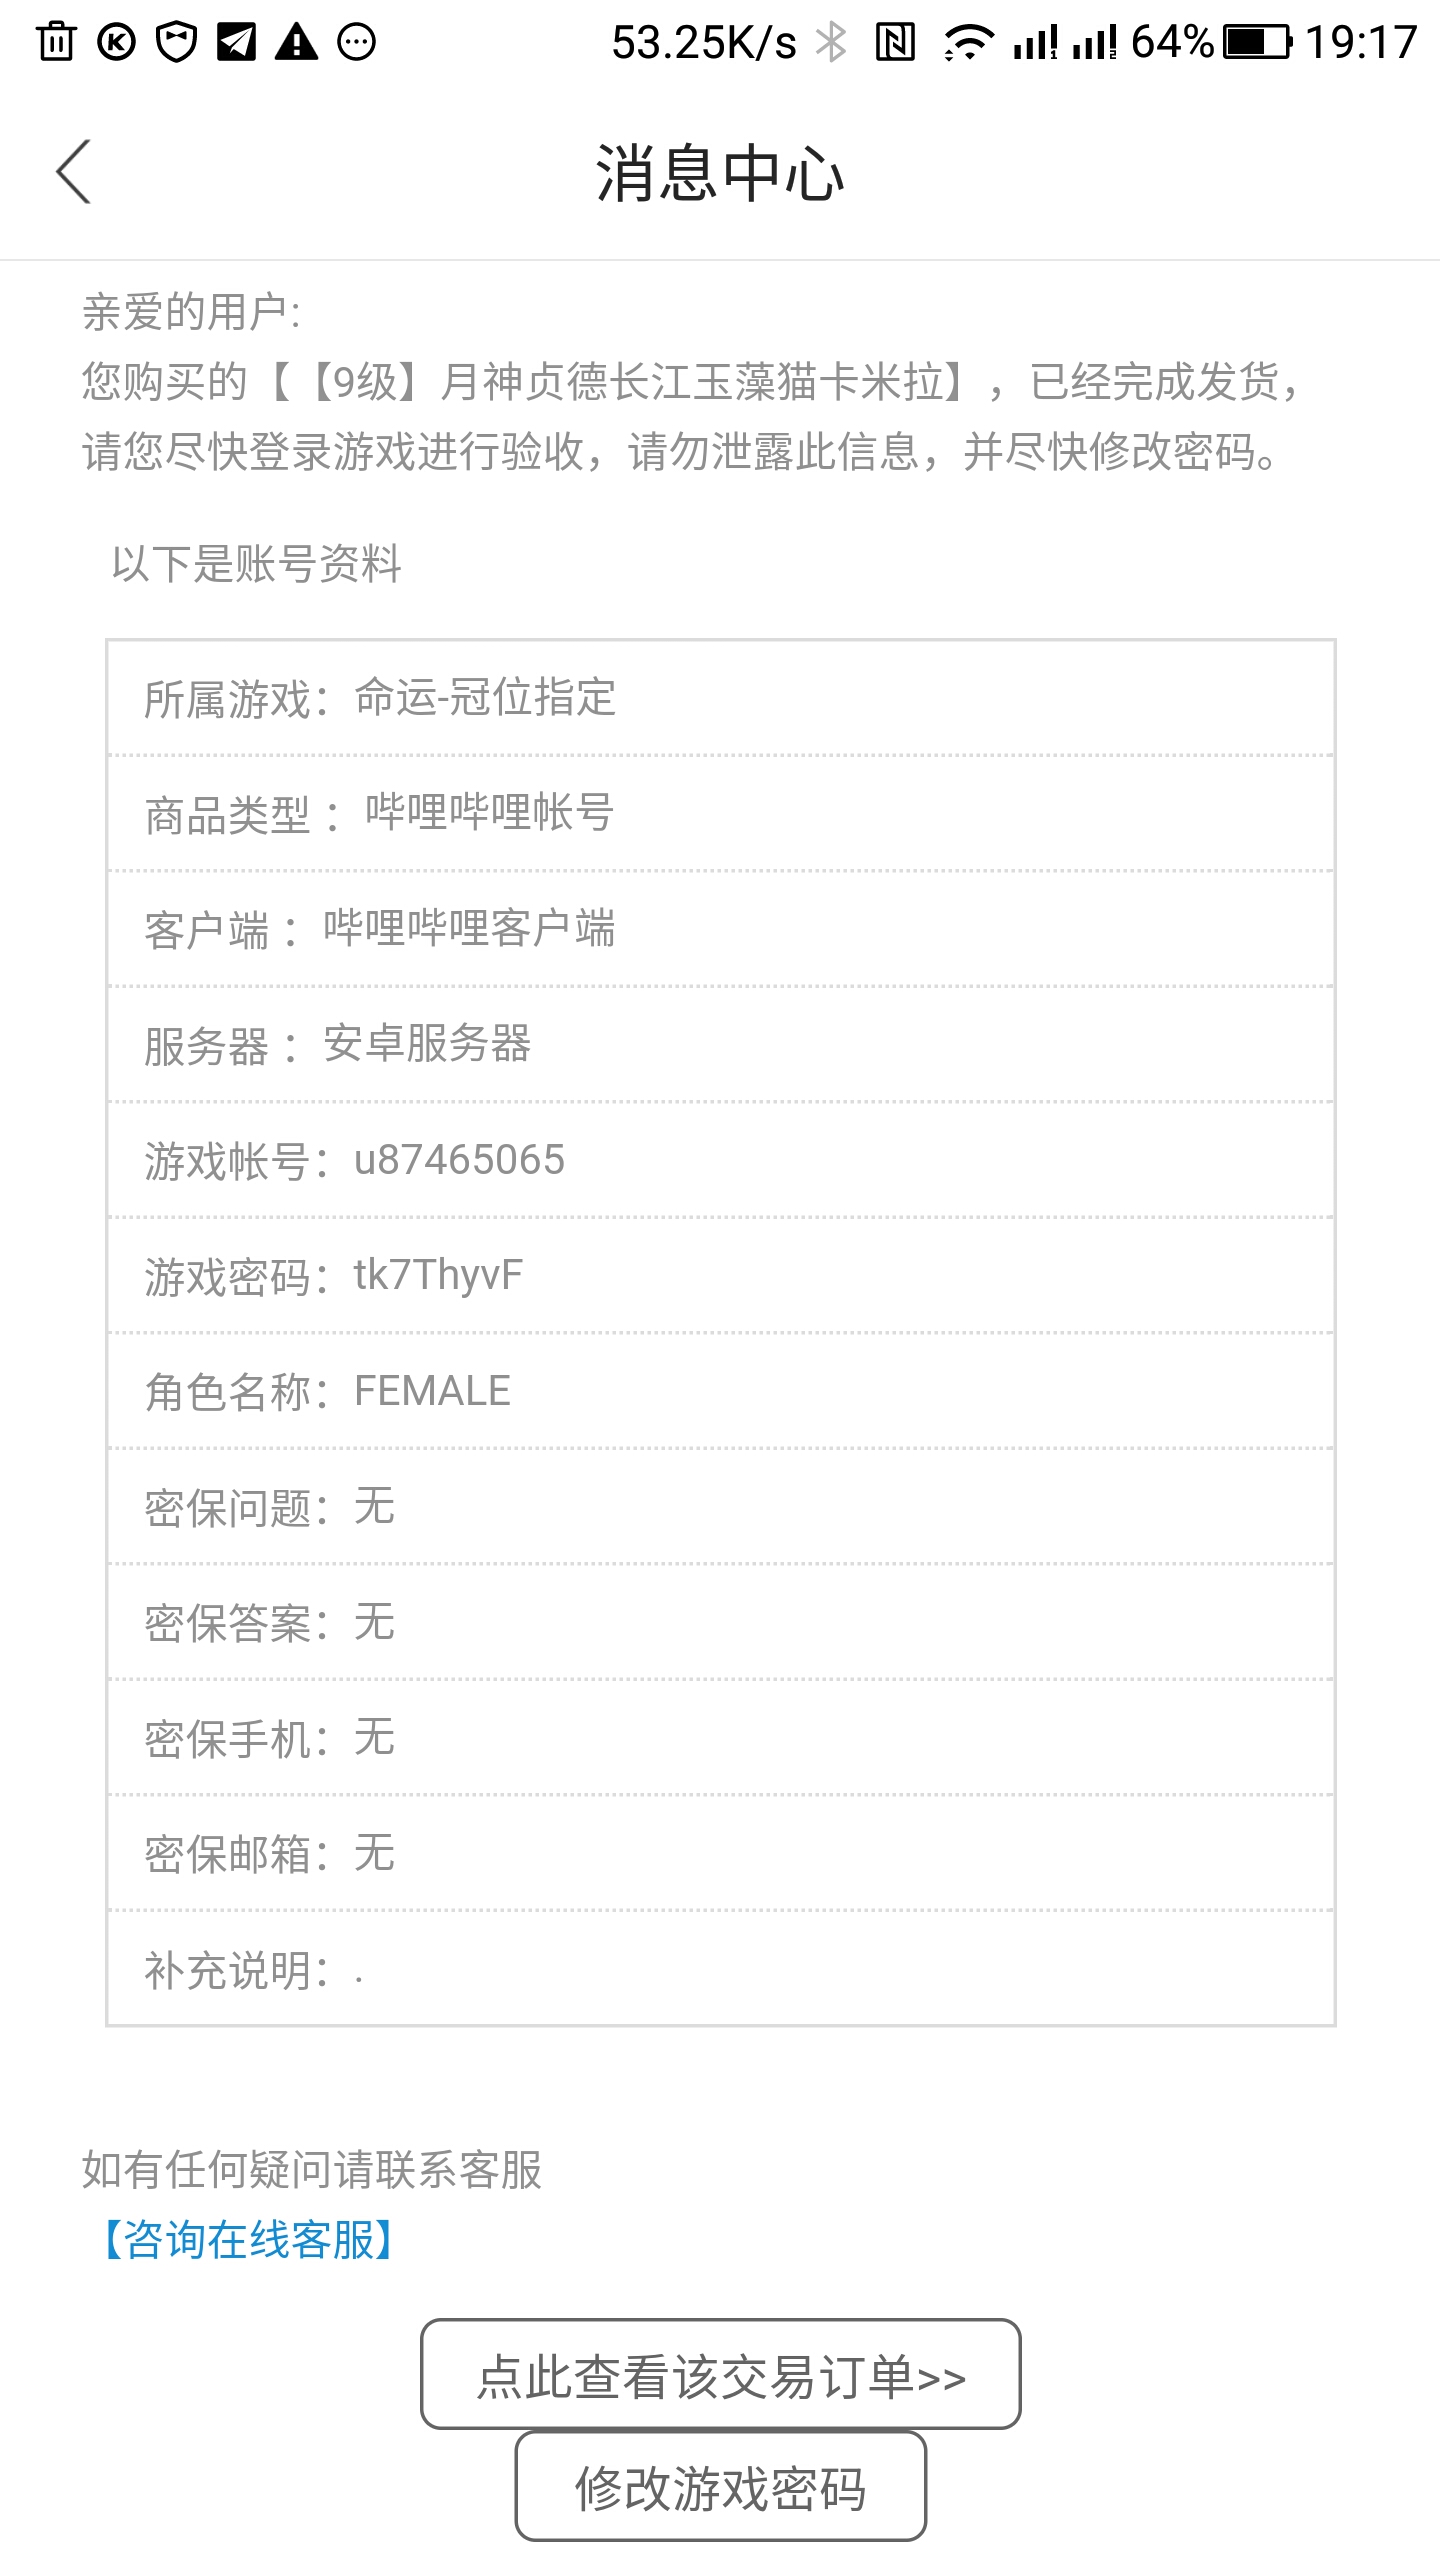 53.25K/s 64% 19:17
消息中心
亲爱的用户:
您购买的【【9级】月神贞德长江玉藻猫卡米拉】，已经完成发货，
请您尽快登录游戏进行验收，请勿泄露此信息，并尽快修改密码。
以下是账号资料
所属游戏：命运-冠位指定
商品类型 ：哔哩哔哩帐号
客户端 ：哔哩哔哩客户端
服务器 ：安卓服务器
游戏帐号：u87465065
游戏密码：tk7ThyvF
角色名称：FEMALE
密保问题：无
密保答案：无
密保手机：无
密保邮箱：无
补充说明：.
如有任何疑问请联系客服
【咨询在线客服】
点此查看该交易订单>>
修改游戏密码